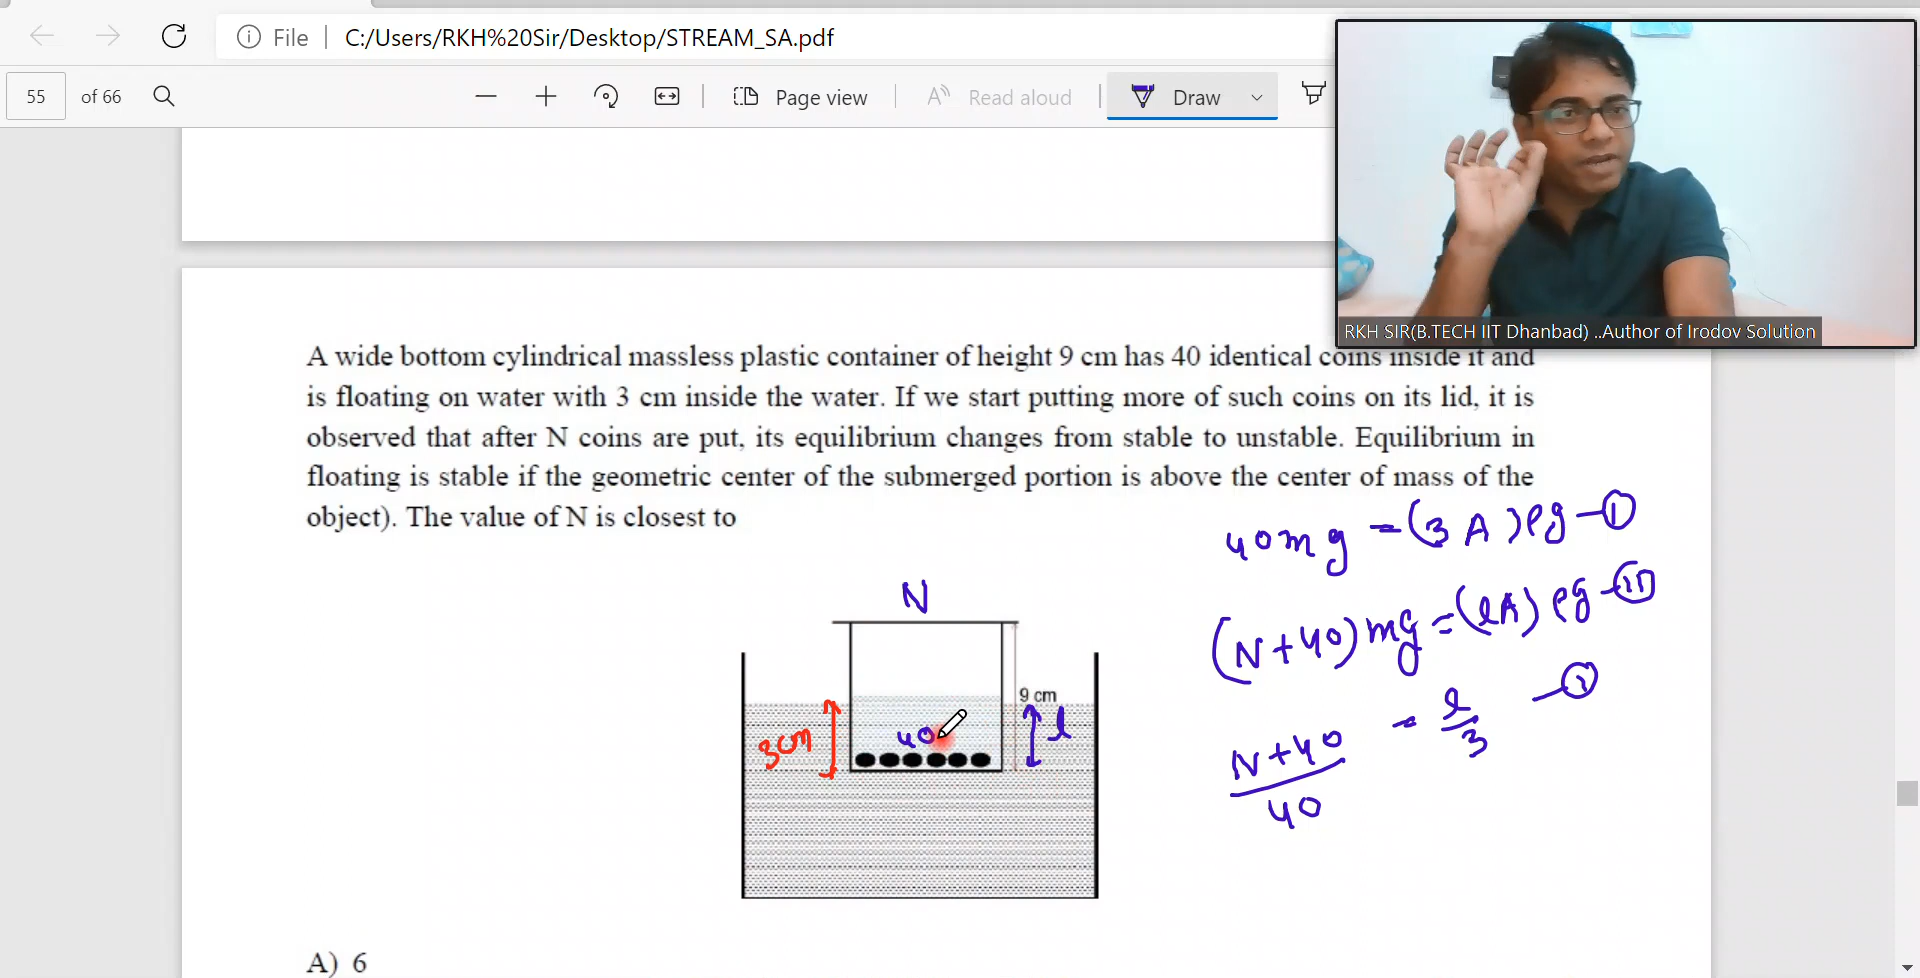 File
C:/Users/RKH%20Sir/Desktop/STREAM_SA.pdf
55 of 66
Page view
Read aloud
Draw
RKH SIR(B.TECH IIT Dhanbad) ..Author of Irodov Solution
A wide bottom cylindrical massless plastic container of height 9 cm has 40 identical coins inside it and
is floating on water with 3 cm inside the water. If we start putting more of such coins on its lid, it is
observed that after N coins are put, its equilibrium changes from stable to unstable. Equilibrium in
floating is stable if the geometric center of the submerged portion is above the center of mass of the
object). The value of N is closest to
40mg = (3A)ρg - ①
(N+40)mg = (lA)ρg - ⑪
N+40/40 = l/3
N
9 cm
3cm
40
l
A) 6